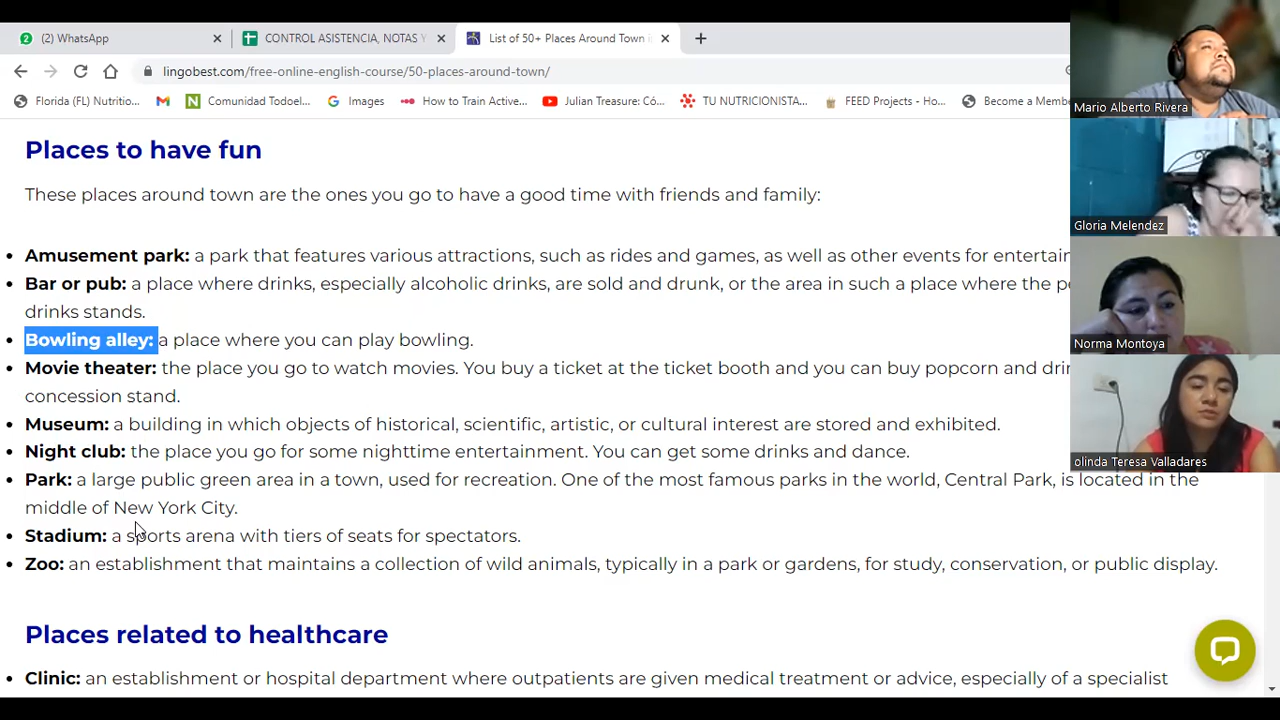 2
(2) WhatsApp
CONTROL ASISTENCIA, NOTAS Y
List of 50+ Places Around Town i
lingobest.com/free-online-english-course/50-places-around-town/
Florida (FL) Nutritio...
Comunidad Todoel...
Images
How to Train Active...
Julian Treasure: Có...
TU NUTRICIONISTA...
FEED Projects - Ho...
Become a Membe
Places to have fun
These places around town are the ones you go to have a good time with friends and family:
Amusement park: a park that features various attractions, such as rides and games, as well as other events for entertain
Bar or pub: a place where drinks, especially alcoholic drinks, are sold and drunk, or the area in such a place where the pe
drinks stands.
Bowling alley: a place where you can play bowling.
Movie theater: the place you go to watch movies. You buy a ticket at the ticket booth and you can buy popcorn and drin
concession stand.
Museum: a building in which objects of historical, scientific, artistic, or cultural interest are stored and exhibited.
Night club: the place you go for some nighttime entertainment. You can get some drinks and dance.
Park: a large public green area in a town, used for recreation. One of the most famous parks in the world, Central Park, is located in the
middle of New York City.
Stadium: a sports arena with tiers of seats for spectators.
Zoo: an establishment that maintains a collection of wild animals, typically in a park or gardens, for study, conservation, or public display.
Places related to healthcare
Clinic: an establishment or hospital department where outpatients are given medical treatment or advice, especially of a specialist
Mario Alberto Rivera
Gloria Melendez
Norma Montoya
olinda Teresa Valladares